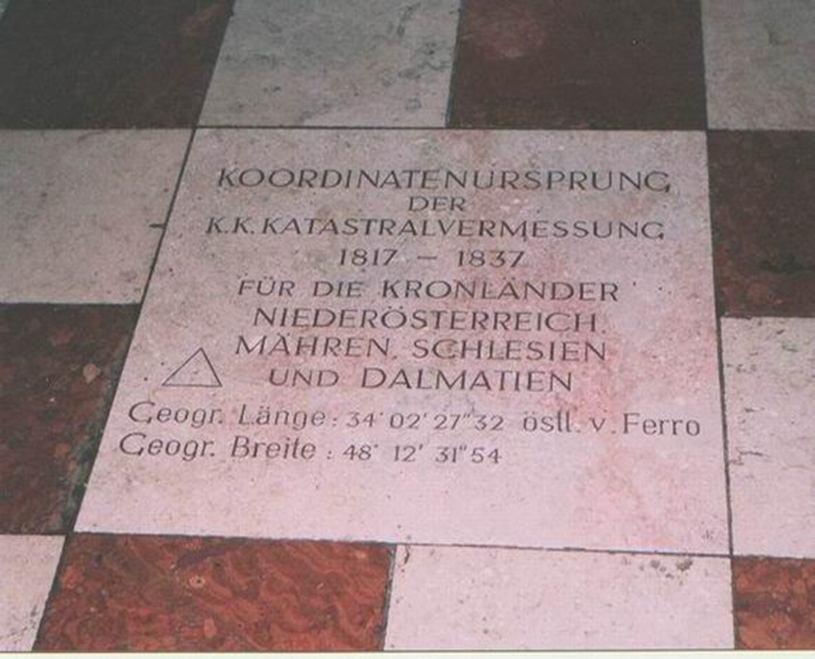 KOORDINATENURSPRUNG
DER
K.K. KATASTRALVERMESSUNG
1817 – 1837
FÜR DIE KRONLÄNDER
NIEDERÖSTERREICH,
MÄHREN, SCHLESIEN
UND DALMATIEN
Geogr. Länge: 34° 02' 27"32 östl. v. Ferro
Geogr. Breite: 48° 12' 31"54